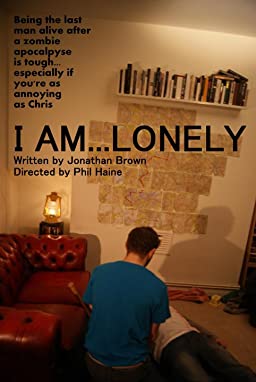 Being the last
man alive after
a zombie
apocalpyse
is tough...
especially if
you're as
annoying
as Chris
I AM...LONELY
Written by Jonathan Brown
Directed by Phil Haine